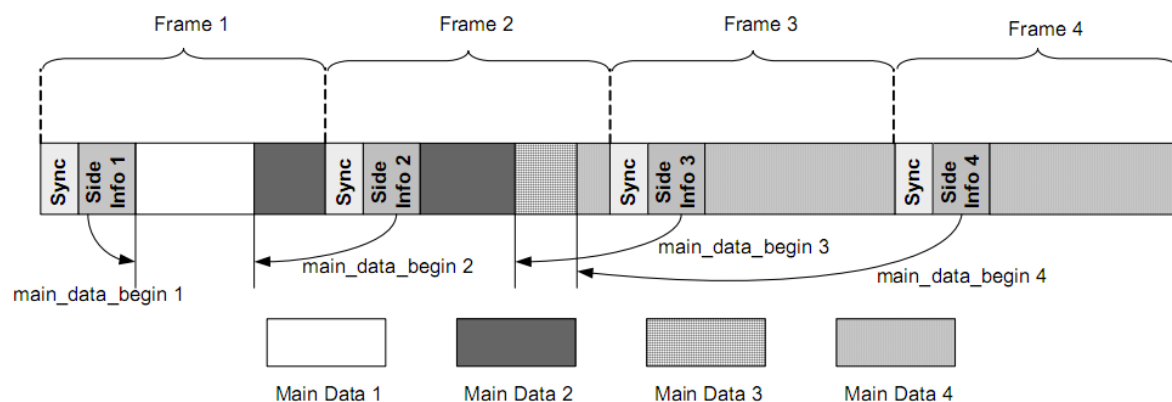 Frame 1
Frame 2
Frame 3
Frame 4
Sync
Side
Info 1
Sync
Side
Info 2
Sync
Side
Info 3
Sync
Side
Info 4
main_data_begin 1
main_data_begin 2
main_data_begin 3
main_data_begin 4
Main Data 1
Main Data 2
Main Data 3
Main Data 4